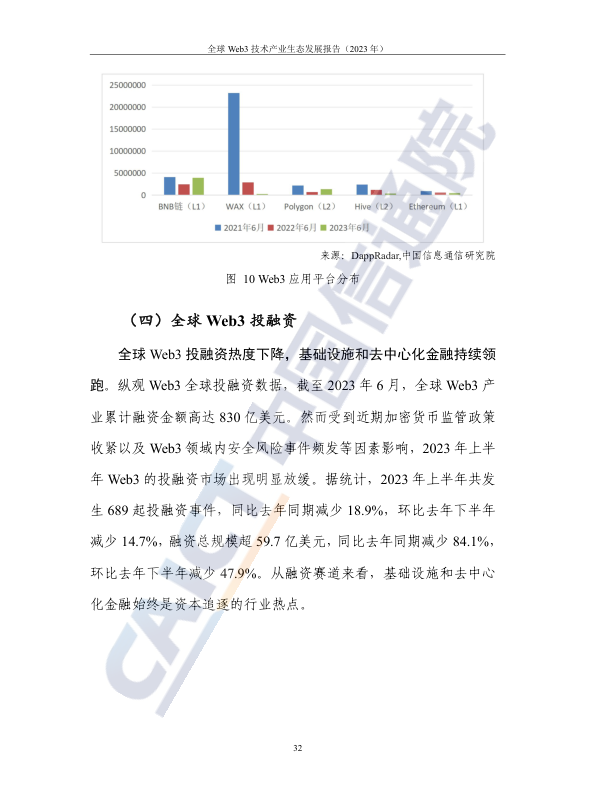 全球 Web3 技术产业生态发展报告（2023 年）
25000000
20000000
15000000
10000000
5000000
0
BNB链（L1） WAX（L1） Polygon（L2） Hive（L2） Ethereum（L1）
2021年6月 2022年6月 2023年6月
来源：DappRadar,中国信息通信研究院
图 10 Web3 应用平台分布
（四）全球 Web3 投融资
全球 Web3 投融资热度下降，基础设施和去中心化金融持续领
跑。纵观 Web3 全球投融资数据，截至 2023 年 6 月，全球 Web3 产
业累计融资金额高达 830 亿美元。然而受到近期加密货币监管政策
收紧以及 Web3 领域内安全风险事件频发等因素影响，2023 年上半
年 Web3 的投融资市场出现明显放缓。据统计，2023 年上半年共发
生 689 起投融资事件，同比去年同期减少 18.9%，环比去年下半年
减少 14.7%，融资总规模超 59.7 亿美元，同比去年同期减少 84.1%，
环比去年下半年减少 47.9%。从融资赛道来看，基础设施和去中心
化金融始终是资本追逐的行业热点。
CAICT 中国信通院
32